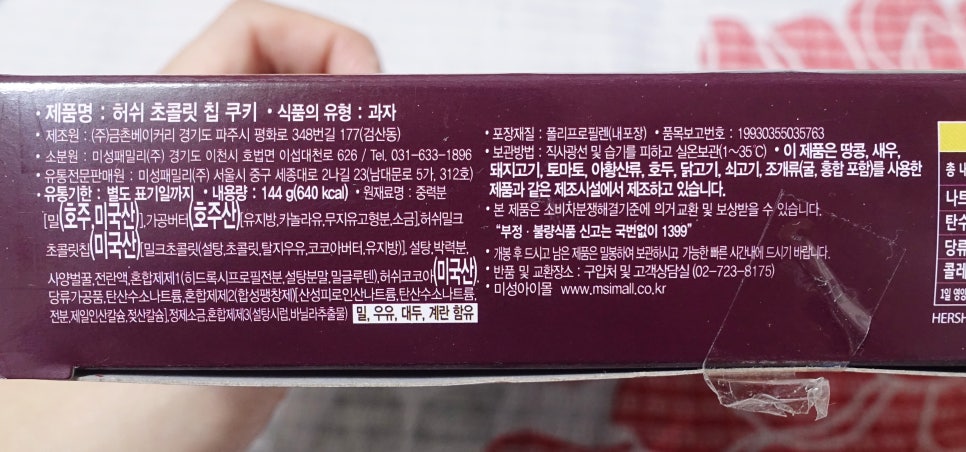 • 제품명 : 허쉬 초콜릿 칩 쿠키 • 식품의 유형 : 과자
• 제조원 : (주)금촌베이커리 경기도 파주시 평화로 348번길 177(검산동)
• 소분원 : 미성패밀리(주) 경기도 이천시 호법면 이섭대천로 626 / Tel. 031-633-1896
• 유통전문판매원 : 미성패밀리(주) 서울시 중구 세종대로 2나길 23(남대문로 5가, 312호)
• 유통기한 : 별도 표기일까지 • 내용량 : 144 g(640 kcal) • 원재료명 : 중력분
[밀(호주,미국산)],가공버터(호주산)[유지방,카놀라유,무지유고형분,소금],허쉬밀크
초콜릿칩(미국산)[밀크초콜릿(설탕,초콜릿,탈지우유,코코아버터,유지방)],설탕,박력분,
사양벌꿀,전란액,혼합제제1(히드록시프로필전분,설탕분말,밀글루텐),허쉬코코아(미국산),
당류가공품,탄산수소나트륨,혼합제제2(합성팽창제)[산성피로인산나트륨,탄산수소나트륨,
전분,제일인산칼슘,젖산칼슘],정제소금,혼합제제3(설탕시럽,바닐라추출물) 밀, 우유, 대두, 계란 함유
• 포장재질 : 폴리프로필렌(내포장) • 품목보고번호 : 19930355035763
• 보관방법 : 직사광선 및 습기를 피하고 실온보관(1~35℃) • 이 제품은 땅콩, 새우,
돼지고기, 토마토, 아황산류, 호두, 닭고기, 쇠고기, 조개류(굴, 홍합 포함)를 사용한
제품과 같은 제조시설에서 제조하고 있습니다.
• 본 제품은 소비자분쟁해결기준에 의거 교환 및 보상받을 수 있습니다.
"부정 · 불량식품 신고는 국번없이 1399"
• 개봉 후 드시고 남은 제품은 밀봉하여 보관하시고 가능한 빠른 시간내에 드시기 바랍니다.
• 반품 및 교환장소 : 구입처 및 고객상담실 (02-723-8175)
• 미성아이몰 www.msimall.co.kr
총 내
나트
탄수
당류
콜레
1일 영양
HERSH